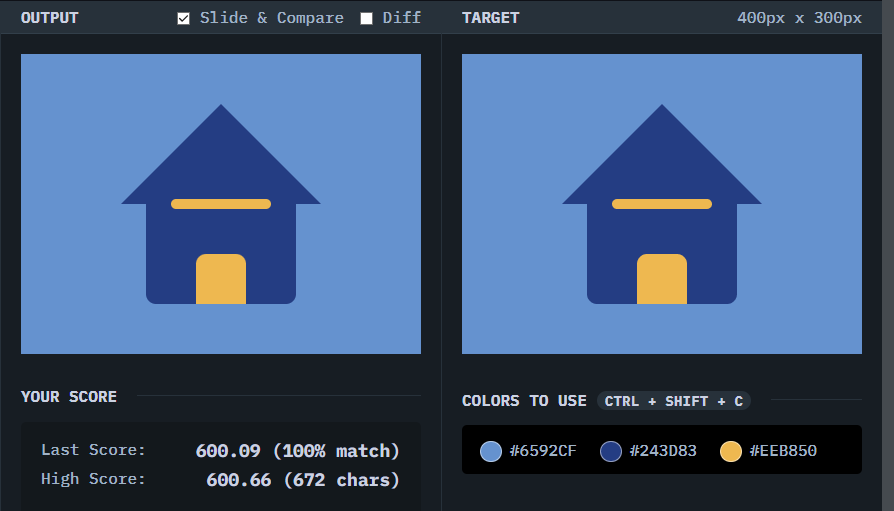 OUTPUT Slide & Compare Diff
TARGET 400px x 300px
YOUR SCORE
Last Score: 600.09 (100% match)
High Score: 600.66 (672 chars)
COLORS TO USE CTRL + SHIFT + C
#6592CF #243D83 #EEB850